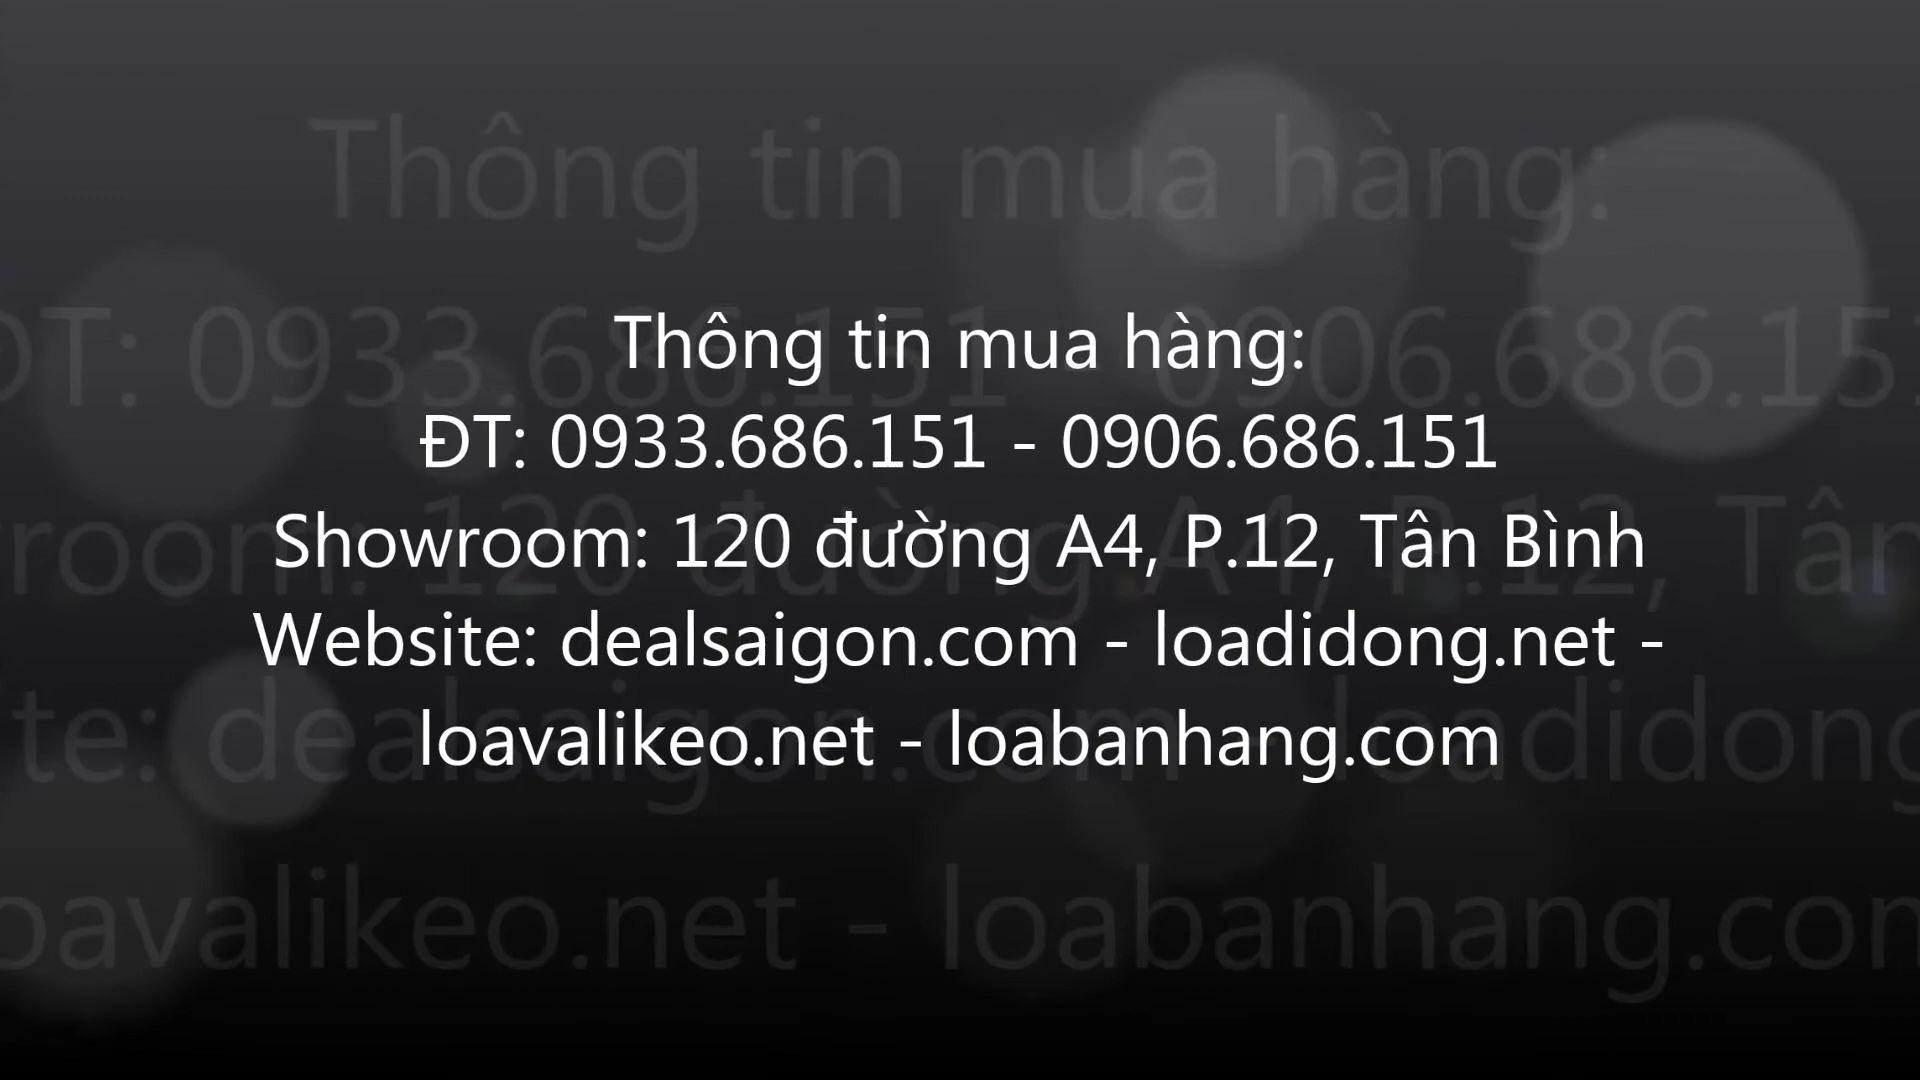 Thông tin mua hàng:
ĐT: 0933.686.151 - 0906.686.151
Showroom: 120 đường A4, P.12, Tân Bình
Website: dealsaigon.com - loadidong.net -
loavalikeo.net - loabanhang.com